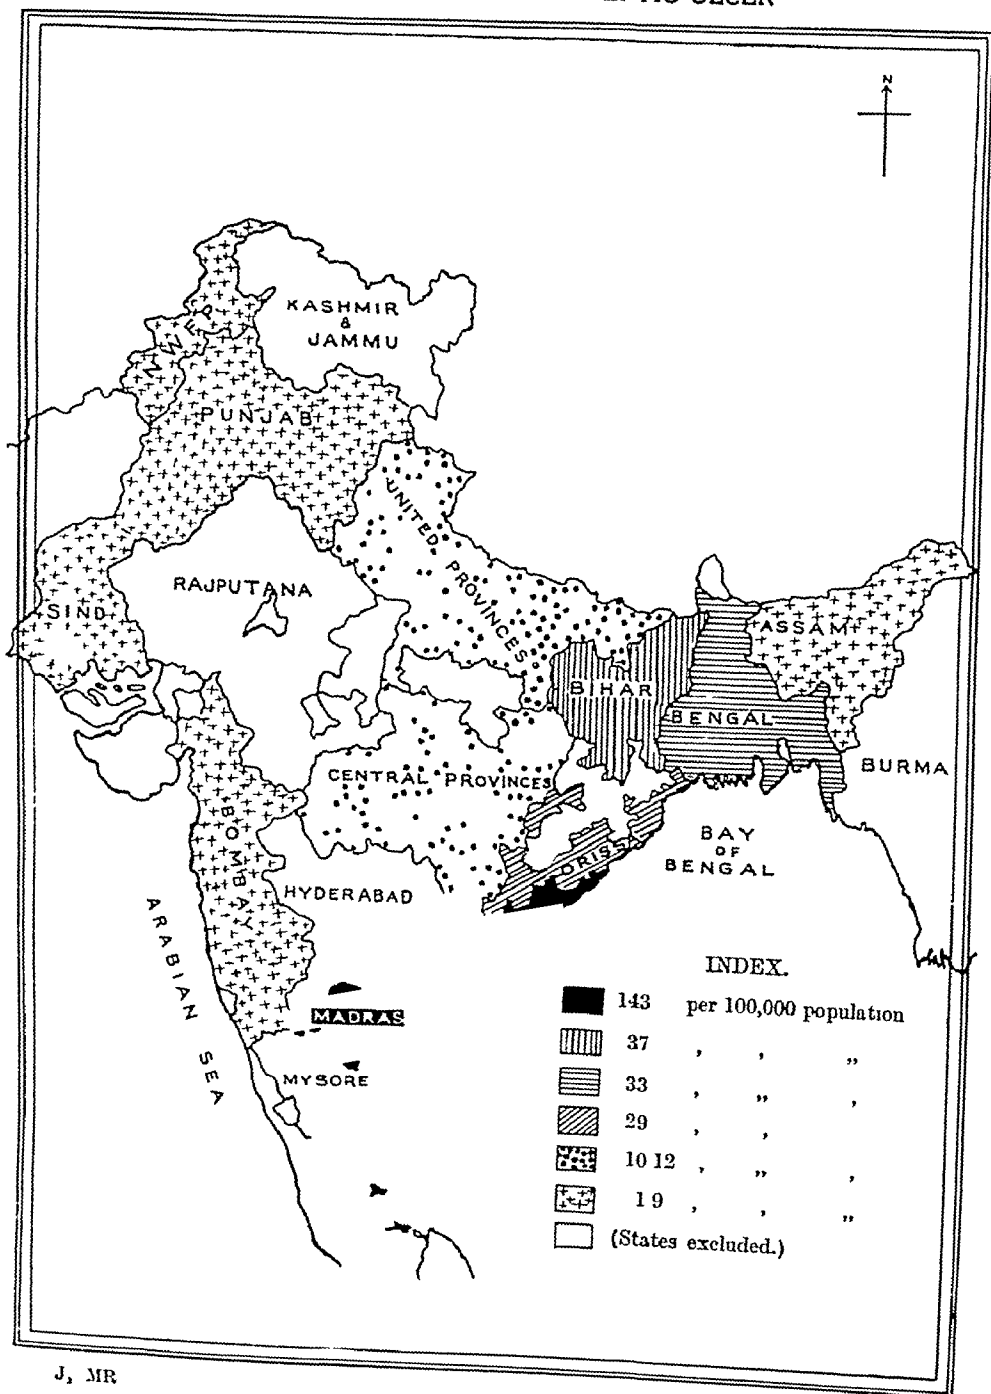 ULCER
N
KASHMIR
&
JAMMU
PUNJAB
UNITED PROVINCES
RAJPUTANA
SIND
ASSAM
BIHAR
BENGAL
BURMA
CENTRAL PROVINCES
BAY
OF
BENGAL
BOMBAY
HYDERABAD
ARABIAN SEA
MADRAS
MYSORE
INDEX.
143 per 100,000 population
37 , , „
33 , „ ,
29 , ,
10 12 , „ ,
1 9 , , „
(States excluded.)
J, MR